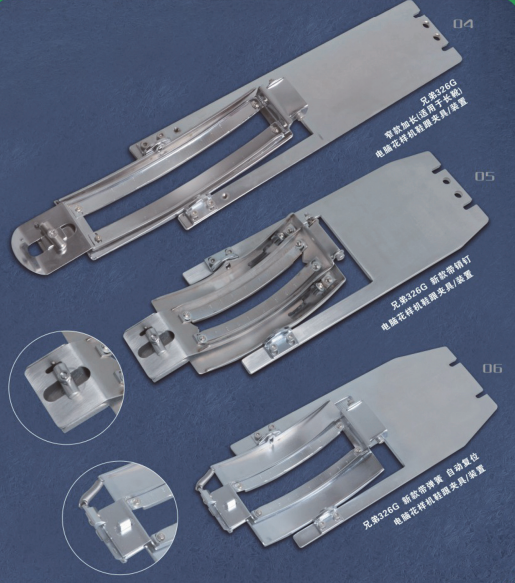 04
兄弟326G
窄款加长(适用于长靴)
电脑花样机鞋跟夹具/装置
05
兄弟326G 新款带销钉
电脑花样机鞋跟夹具/装置
06
兄弟326G 新款带弹簧 自动复位
电脑花样机鞋跟夹具/装置